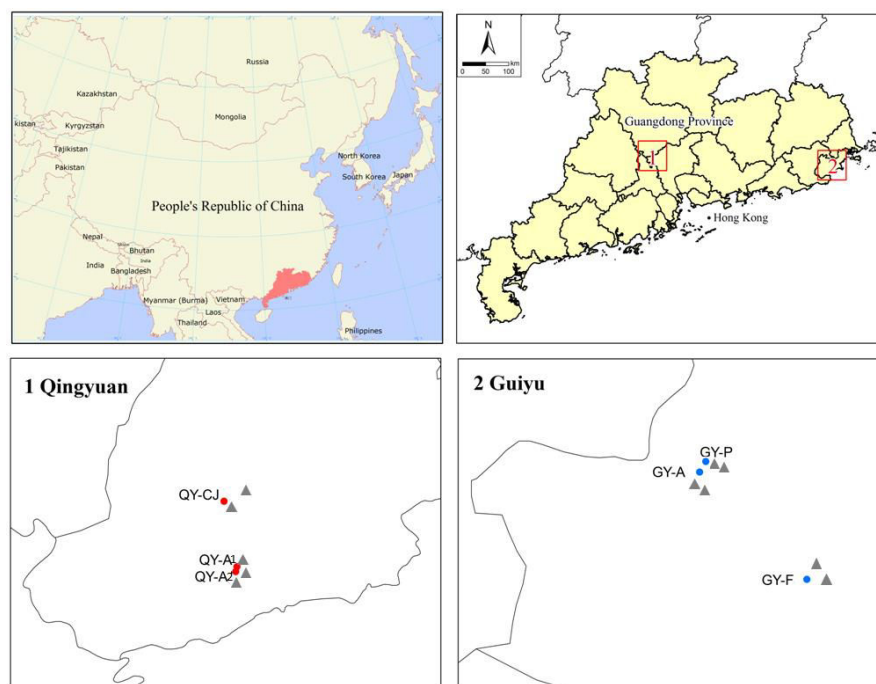 Russia
Kazakhstan
Mongolia
kistan
Kyrgyzstan
Tajikistan
North Korea
South Korea
Japan
Pakistan
People's Republic of China
Nepal
Bhutan
India
India
Bangladesh
Myanmar (Burma)
Vietnam
Laos
Thailand
Philippines
N
0 50 100
km
Guangdong Province
1
2
Hong Kong
1 Qingyuan
QY-CJ
QY-A1
QY-A2
2 Guiyu
GY-P
GY-A
GY-F